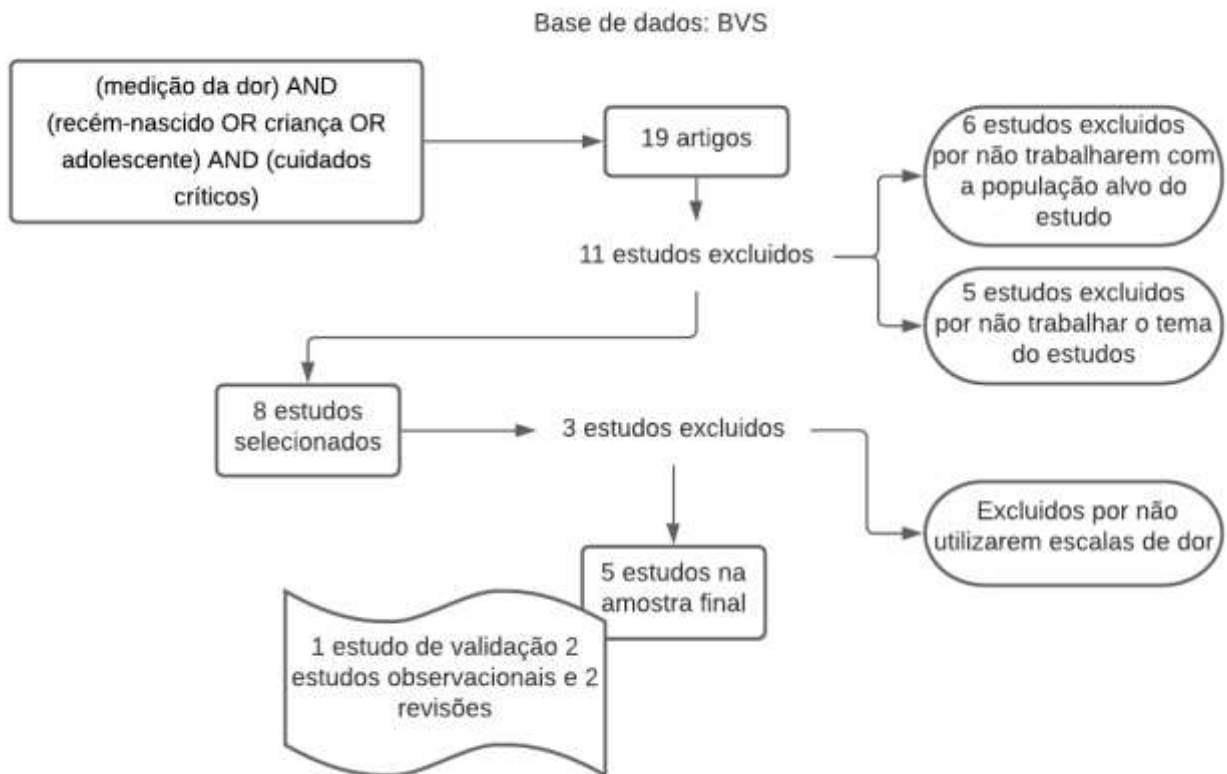 Base de dados: BVS
(medição da dor) AND
(recém-nascido OR criança OR
adolescente) AND (cuidados
críticos)
19 artigos
6 estudos excluidos
por não trabalharem com
a população alvo do
estudo
11 estudos excluidos
5 estudos excluidos
por não trabalhar o tema
do estudos
8 estudos
selecionados
3 estudos excluidos
Excluidos por não
utilizarem escalas de dor
5 estudos na
amostra final
1 estudo de validação 2
estudos observacionais e 2
revisões